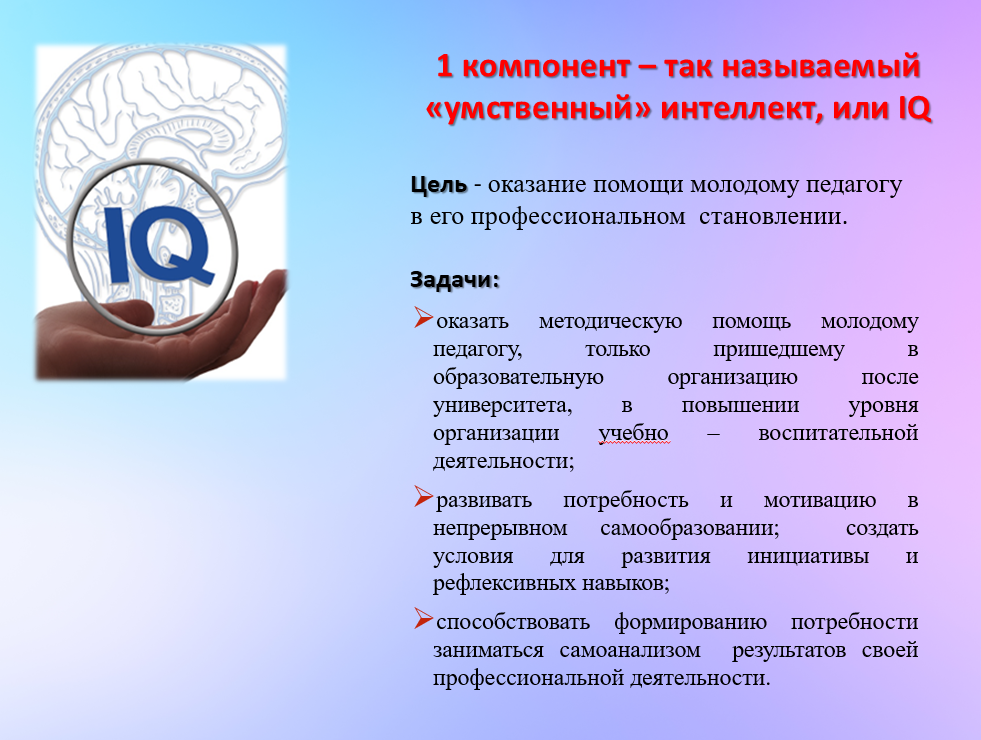 IQ
1 компонент – так называемый
«умственный» интеллект, или IQ
Цель - оказание помощи молодому педагогу
в его профессиональном становлении.
Задачи:
оказать методическую помощь молодому
педагогу, только пришедшему в
образовательную организацию после
университета, в повышении уровня
организации учебно – воспитательной
деятельности;
развивать потребность и мотивацию в
непрерывном самообразовании; создать
условия для развития инициативы и
рефлексивных навыков;
способствовать формированию потребности
заниматься самоанализом результатов своей
профессиональной деятельности.